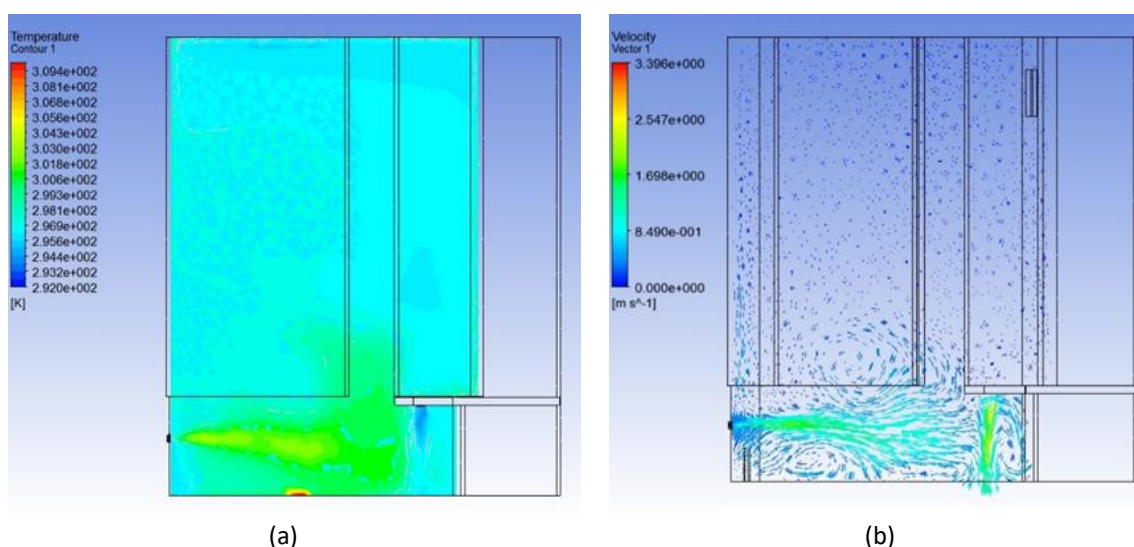 Temperature
Contour 1
3.094e+002
3.081e+002
3.068e+002
3.056e+002
3.043e+002
3.030e+002
3.018e+002
3.006e+002
2.993e+002
2.981e+002
2.969e+002
2.956e+002
2.944e+002
2.932e+002
2.920e+002
[K]
(a)
Velocity
Vector 1
3.396e+000
2.547e+000
1.698e+000
8.490e-001
0.000e+000
[m s^-1]
(b)